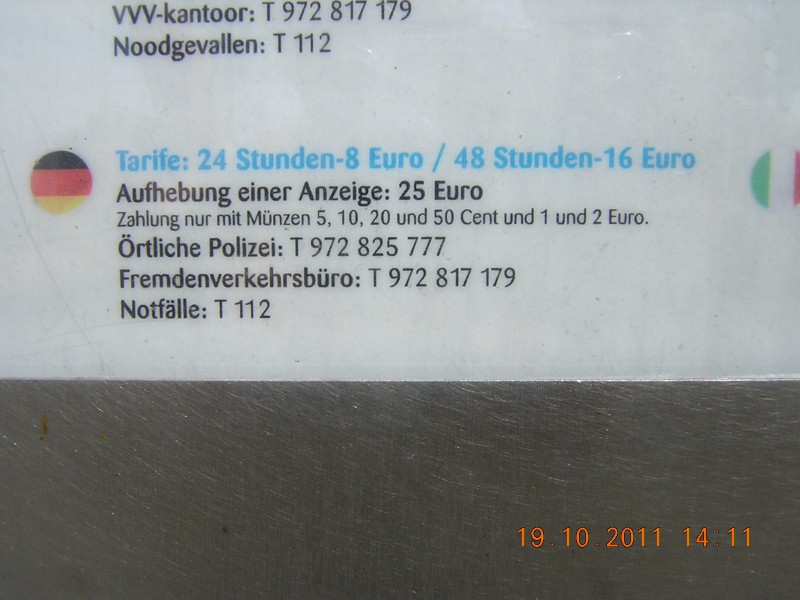 VVV-kantoor: T 972 817 179
Noodgevallen: T 112
Tarife: 24 Stunden-8 Euro / 48 Stunden-16 Euro
Aufhebung einer Anzeige: 25 Euro
Zahlung nur mit Münzen 5, 10, 20 und 50 Cent und 1 und 2 Euro.
Örtliche Polizei: T 972 825 777
Fremdenverkehrsbüro: T 972 817 179
Notfälle: T 112
19.10.2011 14:11